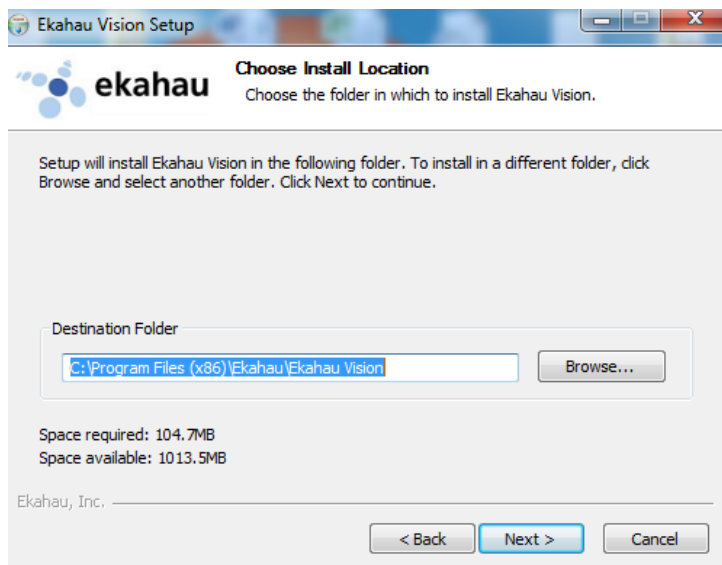 Ekahau Vision Setup
ekahau
Choose Install Location
Choose the folder in which to install Ekahau Vision.
Setup will install Ekahau Vision in the following folder. To install in a different folder, click
Browse and select another folder. Click Next to continue.
Destination Folder
C:\Program Files (x86)\Ekahau\Ekahau Vision
Browse...
Space required: 104.7MB
Space available: 1013.5MB
Ekahau, Inc.
< Back
Next >
Cancel